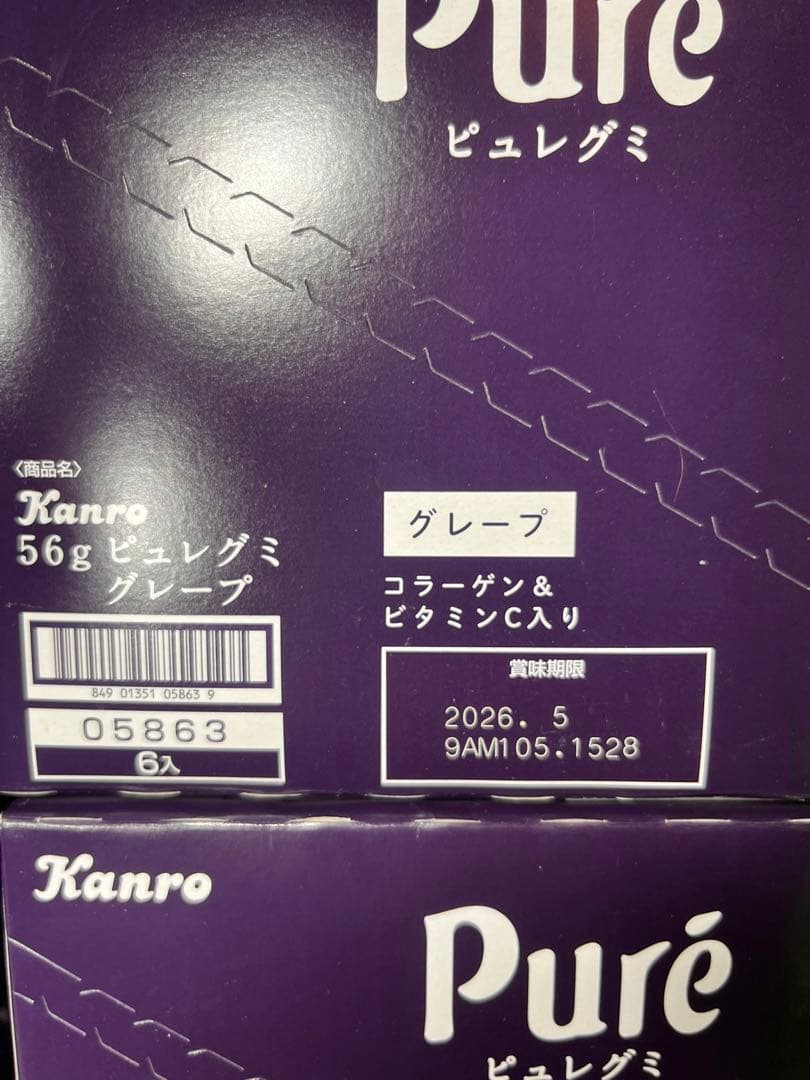 Puré
ピュレグミ
〈商品名〉
Kanro
56g ピュレグミ
グレープ
849 01351 05863 9
05863
6入
グレープ
コラーゲン&
ビタミンC入り
賞味期限
2026. 5
9AM105.1528
Kanro
Puré
ピュレグミ